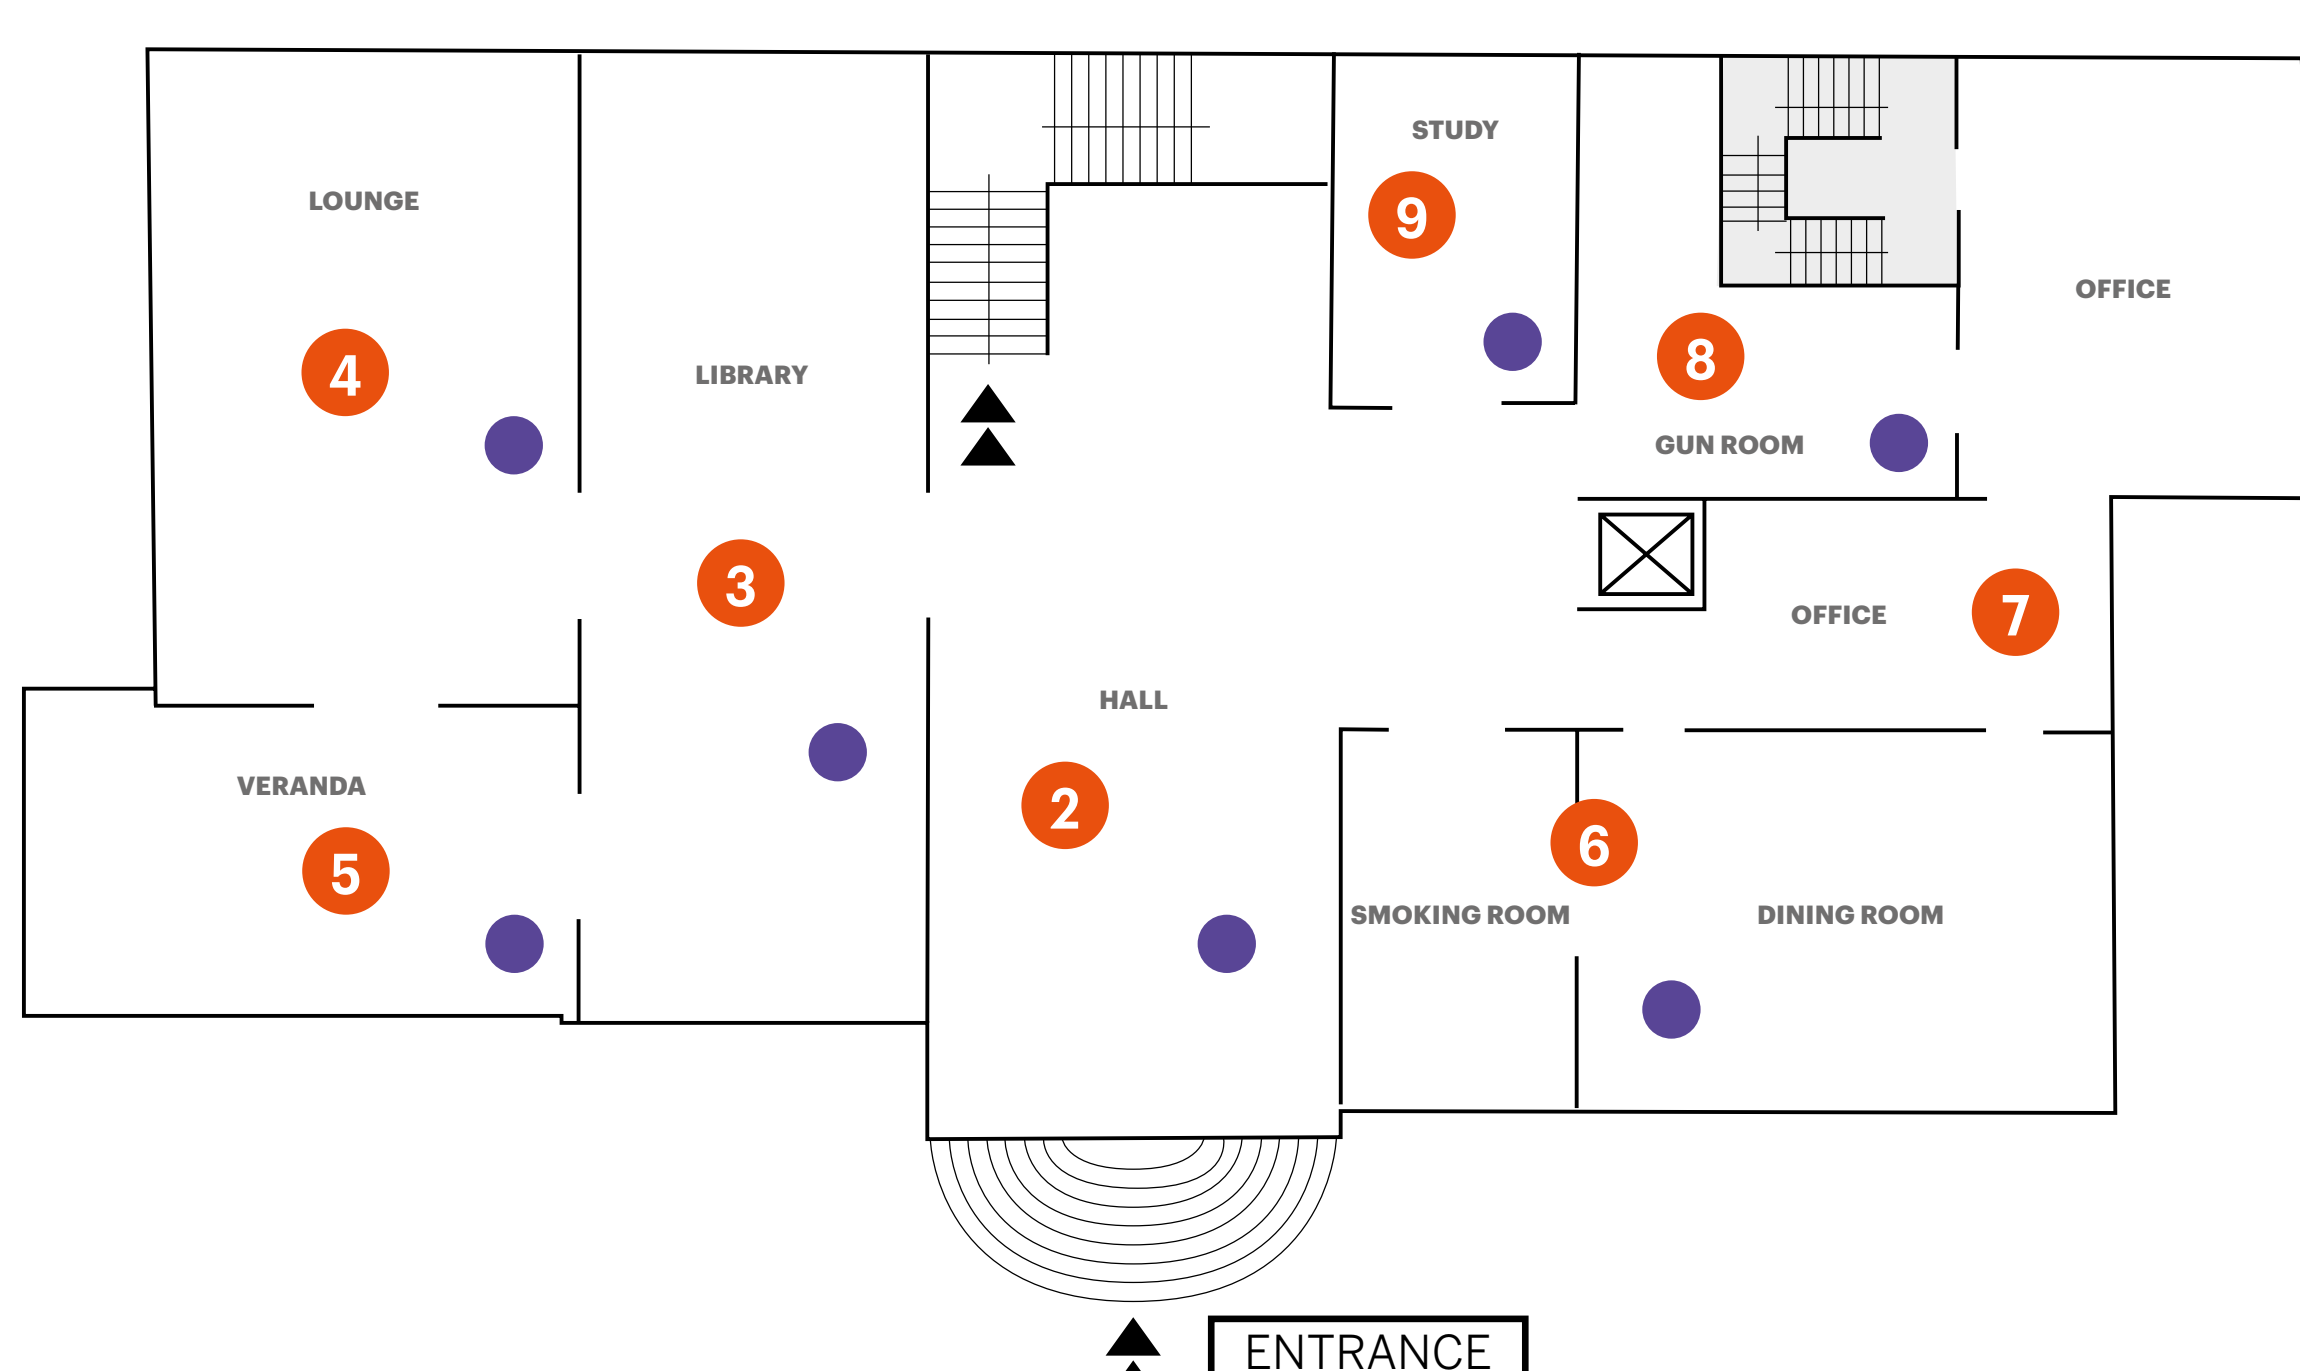 STUDY
9
LOUNGE
OFFICE
4
LIBRARY
8
GUN ROOM
3
OFFICE
7
HALL
VERANDA
2
6
5
SMOKING ROOM
DINING ROOM
ENTRANCE